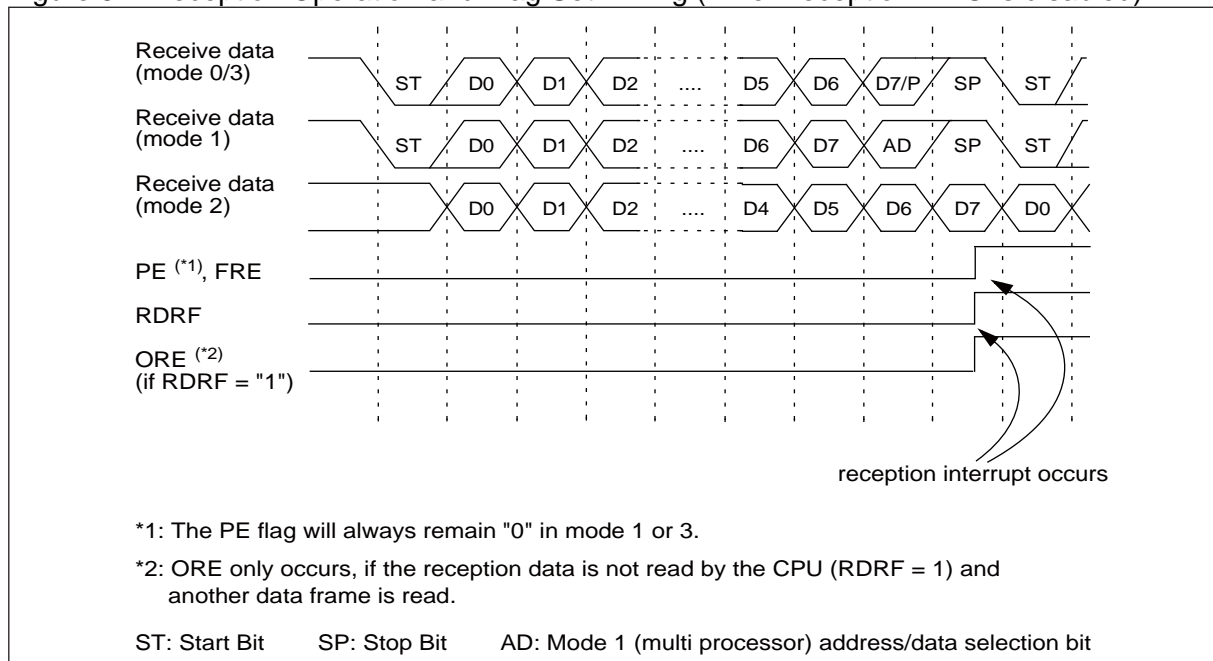 Receive data
(mode 0/3)
ST D0 D1 D2 .... D5 D6 D7/P SP ST
Receive data
(mode 1)
ST D0 D1 D2 .... D6 D7 AD SP ST
Receive data
(mode 2)
D0 D1 D2 .... D4 D5 D6 D7 D0
PE (*1), FRE
RDRF
ORE (*2)
(if RDRF = "1")
reception interrupt occurs
*1: The PE flag will always remain "0" in mode 1 or 3.
*2: ORE only occurs, if the reception data is not read by the CPU (RDRF = 1) and
another data frame is read.
ST: Start Bit SP: Stop Bit AD: Mode 1 (multi processor) address/data selection bit